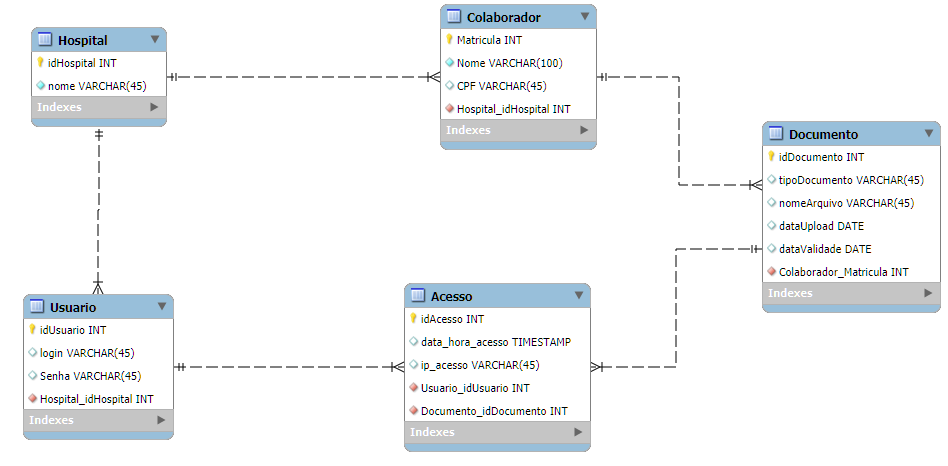 Hospital
idHospital INT
nome VARCHAR(45)
Indexes
Colaborador
Matricula INT
Nome VARCHAR(100)
CPF VARCHAR(45)
Hospital_idHospital INT
Indexes
Documento
idDocumento INT
tipoDocumento VARCHAR(45)
nomeArquivo VARCHAR(45)
dataUpload DATE
dataValidade DATE
Colaborador_Matricula INT
Indexes
Usuario
idUsuario INT
login VARCHAR(45)
Senha VARCHAR(45)
Hospital_idHospital INT
Indexes
Acesso
idAcesso INT
data_hora_acesso TIMESTAMP
ip_acesso VARCHAR(45)
Usuario_idUsuario INT
Documento_idDocumento INT
Indexes